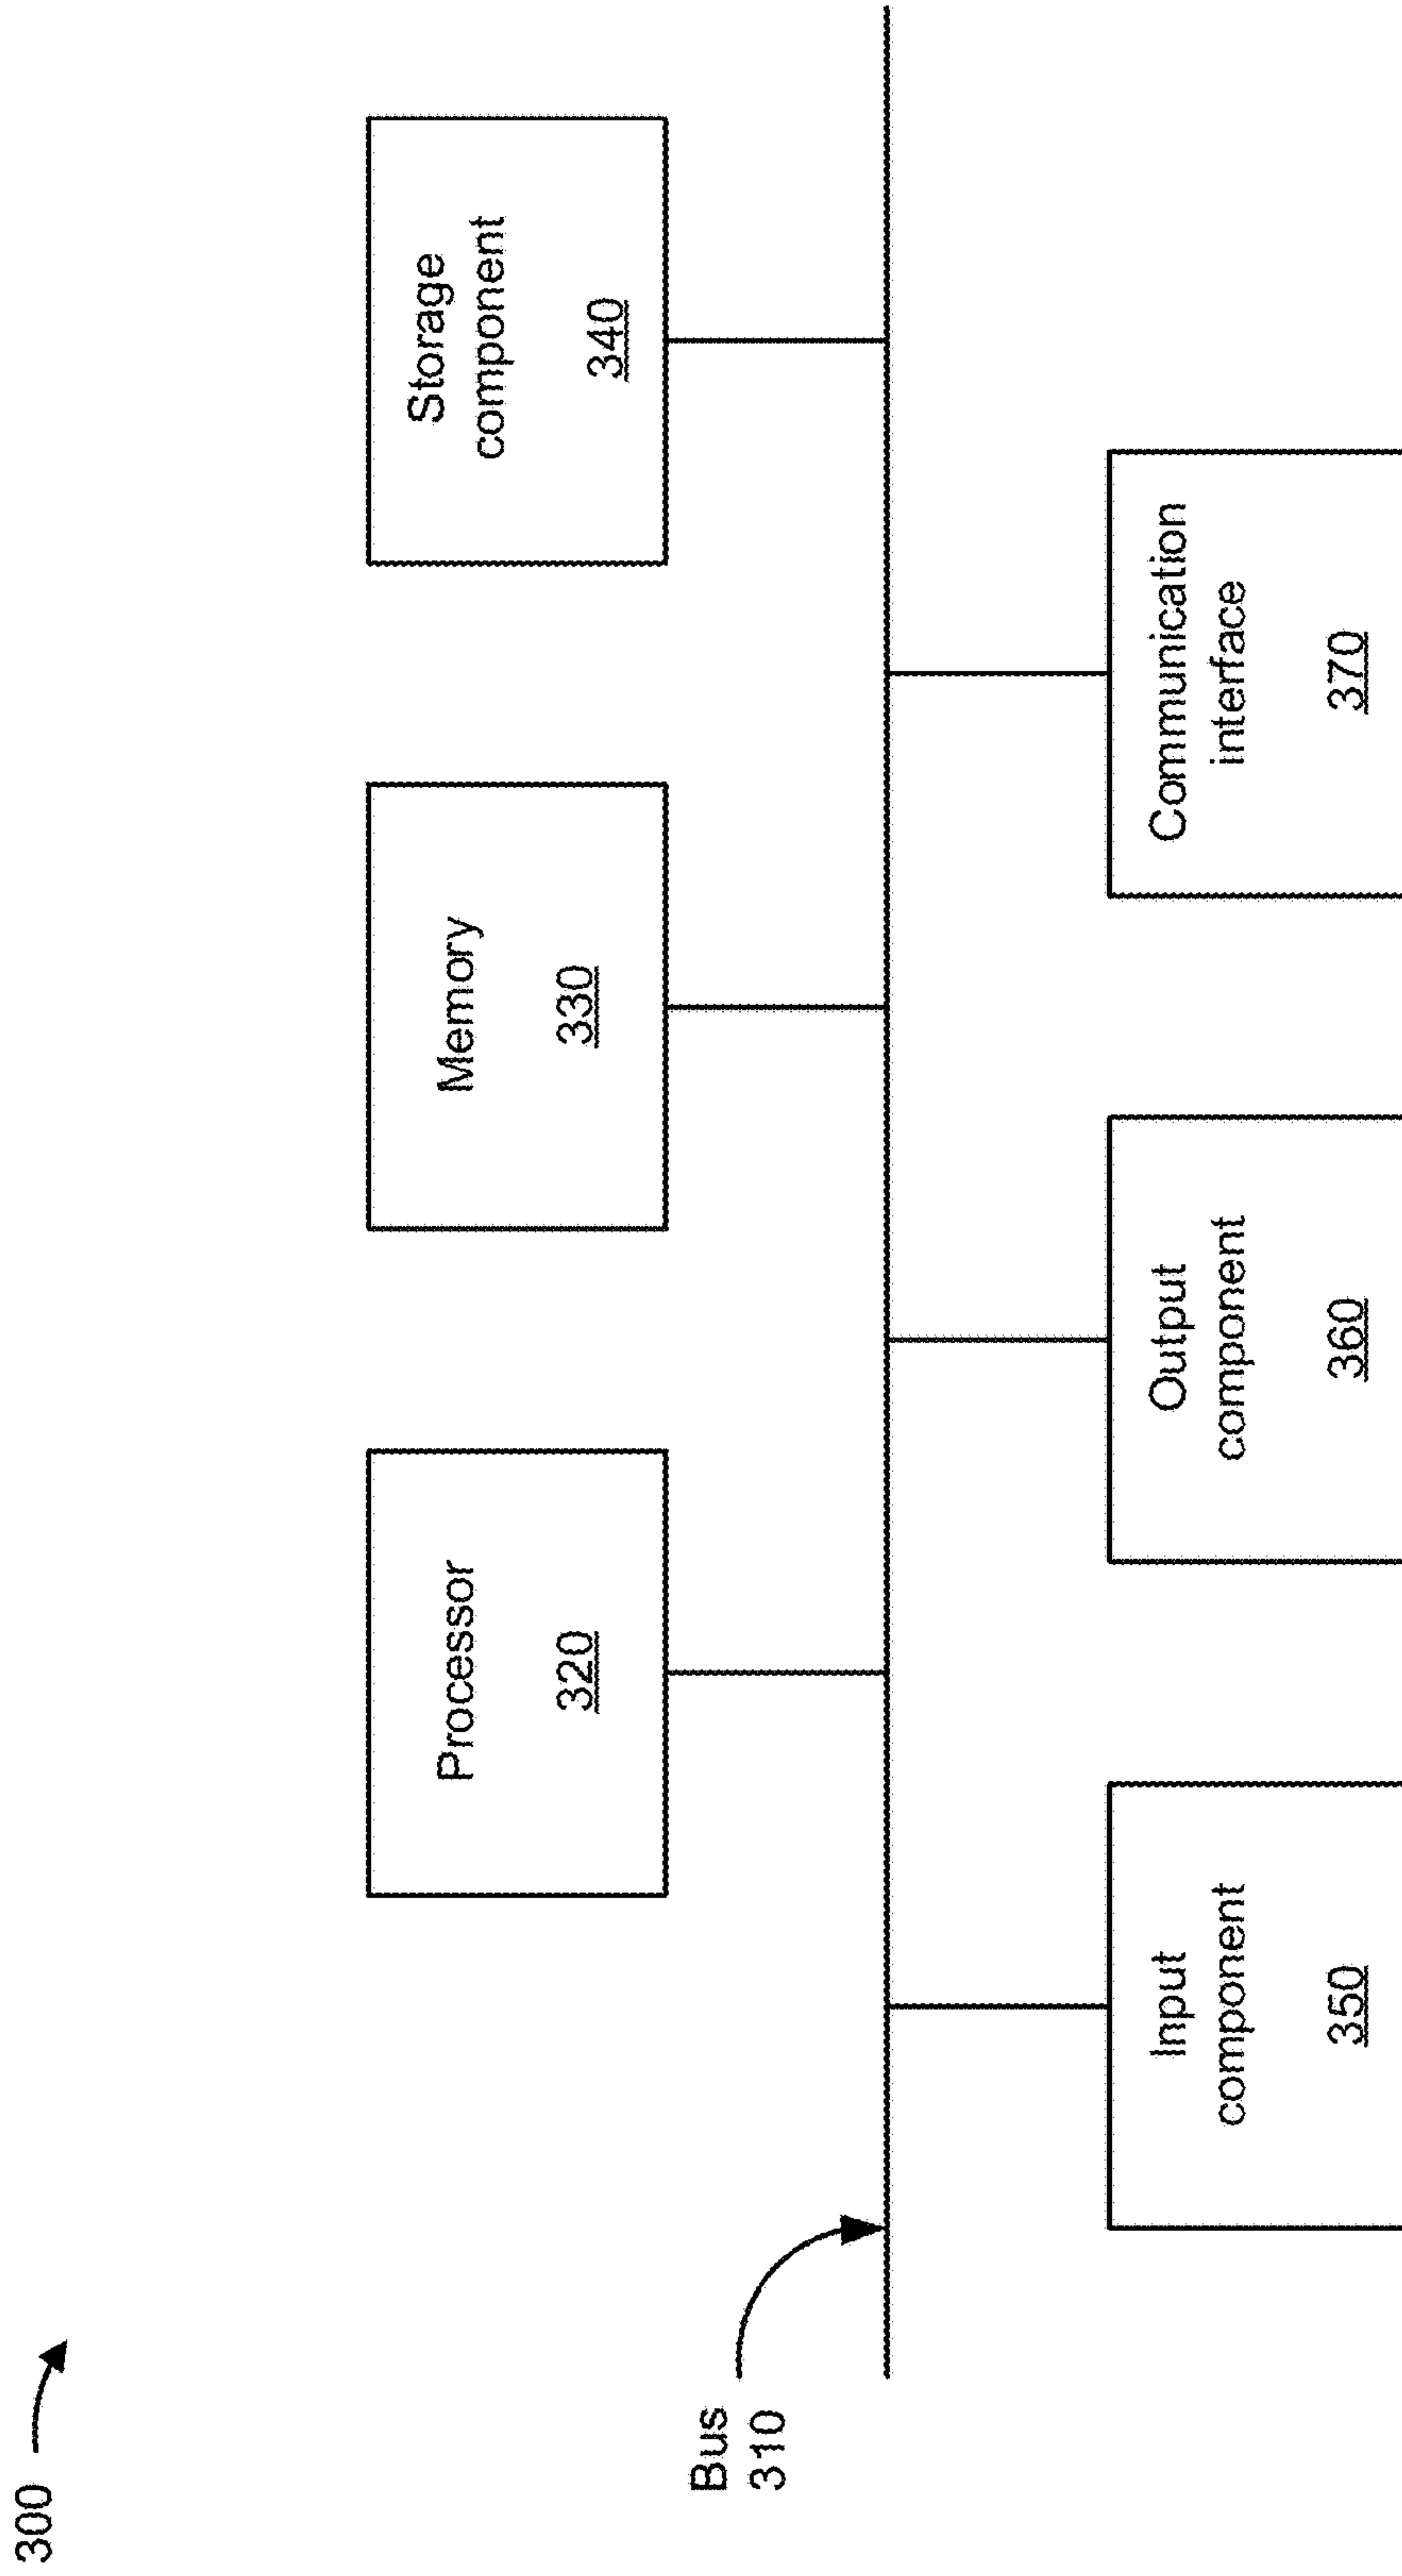 300
Processor
320
Memory
330
Storage
component
340
Bus
310
Input
component
350
Output
component
360
Communication
interface
370